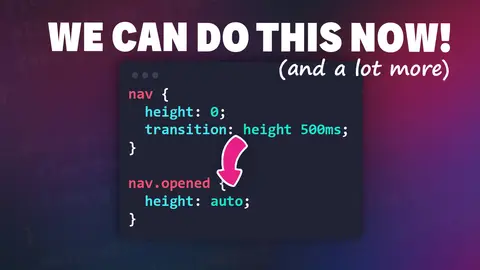 WE CAN DO THIS NOW!
(and a lot more)
nav {
  height: 0;
  transition: height 500ms;
}
nav.opened {
  height: auto;
}